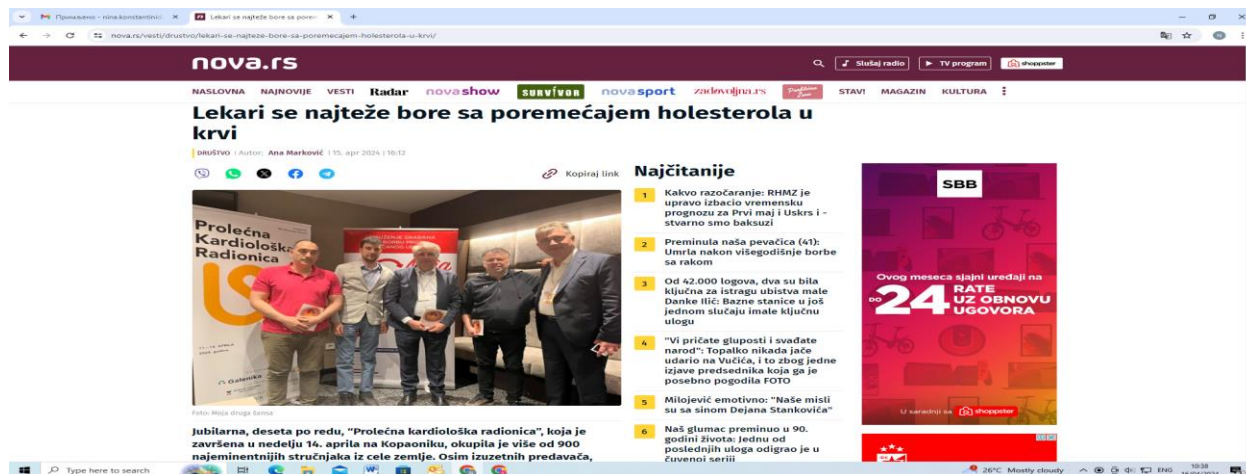 Примљено - nina.konstantinic
Lekari se najteže bore sa porem
nova.rs/vesti/drustvo/lekari-se-najteze-bore-sa-poremecajem-holesterola-u-krvi/
nova.rs
Slušaj radio
TV program
shoppster
NASLOVNA NAJNOVIJE VESTI Radar novashow SURVIVOR novasport zadovoljna.rs STAV! MAGAZIN KULTURA
Lekari se najteže bore sa poremećajem holesterola u
krvi
DRUŠTVO | Autor: Ana Marković | 15. apr 2024 | 16:12
Kopiraj link
Prolećna
Kardiološka
Radionica
Galenika
Foto: Moja druga šansa
Jubilarna, deseta po redu, “Prolećna kardiološka radionica”, koja je
završena u nedelju 14. aprila na Kopaoniku, okupila je više od 900
najeminentnijih stručnjaka iz cele zemlje. Osim izuzetnih predavača,
Najčitanije
1 Kakvo razočaranje: RHMZ je
upravo izbacio vremensku
prognozu za Prvi maj i Uskrs i -
stvarno smo baksuzi
2 Preminula naša pevačica (41):
Umrla nakon višegodišnje borbe
sa rakom
3 Od 42.000 logova, dva su bila
ključna za istragu ubistva male
Danke Ilić: Bazne stanice u još
jednom slučaju imale ključnu
ulogu
4 "Vi pričate gluposti i svađate
narod": Topalko nikada jače
udario na Vučića, i to zbog jedne
izjave predsednika koja ga je
posebno pogodila FOTO
5 Milojević emotivno: "Naše misli
su sa sinom Dejana Stankovića"
6 Naš glumac preminuo u 90.
godini života: Jednu od
poslednjih uloga odigrao je u
čuvenoj seriji
SBB
Ovog meseca sjajni uređaji na
DO 24 RATE
UZ OBNOVU
UGOVORA
U saradnji sa shoppster
Type here to search
26°C Mostly cloudy
ENG
10:38
16/04/2024